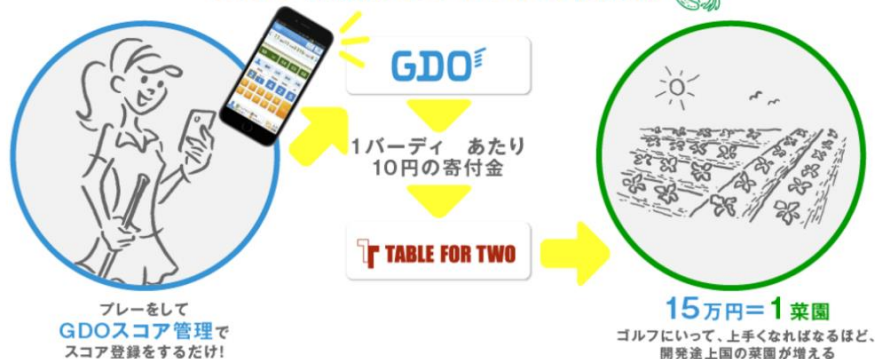 GDO
1バーディ あたり
10円の寄付金
TABLE FOR TWO
プレーをして
GDOスコア管理で
スコア登録をするだけ!
15万円=1菜園
ゴルフにいって、上手くなればなるほど、
開発途上国の菜園が増える